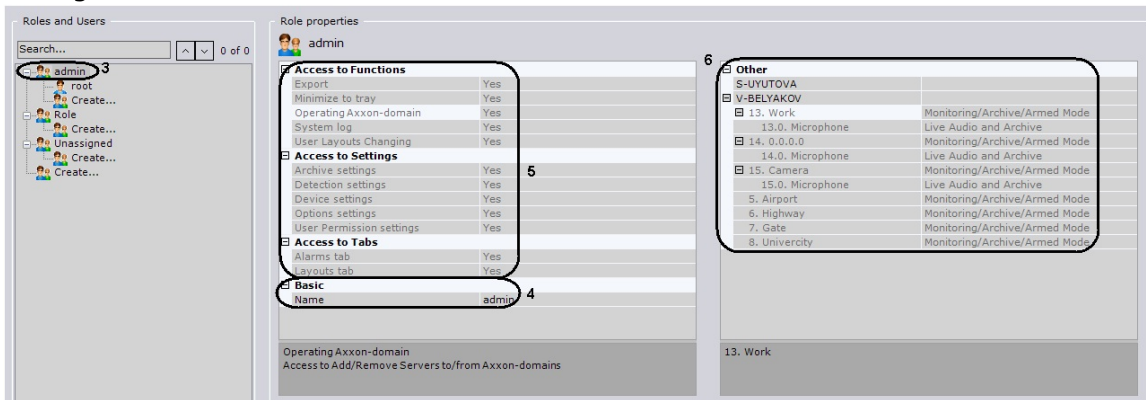 Roles and Users
Search...
0 of 0
admin 3
root
Create...
Role
Create...
Unassigned
Create...
Create...
Role properties
admin
Access to Functions
Export Yes
Minimize to tray Yes
Operating Axxon-domain Yes
System log Yes
User Layouts Changing Yes
Access to Settings
Archive settings Yes 5
Detection settings Yes
Device settings Yes
Options settings Yes
User Permission settings Yes
Access to Tabs
Alarms tab Yes
Layouts tab Yes
Basic
Name admin 4
Operating Axxon-domain
Access to Add/Remove Servers to/from Axxon-domains
6
Other
S-UYUTOVA
V-BELYAKOV
13. Work Monitoring/Archive/Armed Mode
13.0. Microphone Live Audio and Archive
14. 0.0.0.0 Monitoring/Archive/Armed Mode
14.0. Microphone Live Audio and Archive
15. Camera Monitoring/Archive/Armed Mode
15.0. Microphone Live Audio and Archive
5. Airport Monitoring/Archive/Armed Mode
6. Highway Monitoring/Archive/Armed Mode
7. Gate Monitoring/Archive/Armed Mode
8. Univercity Monitoring/Archive/Armed Mode
13. Work